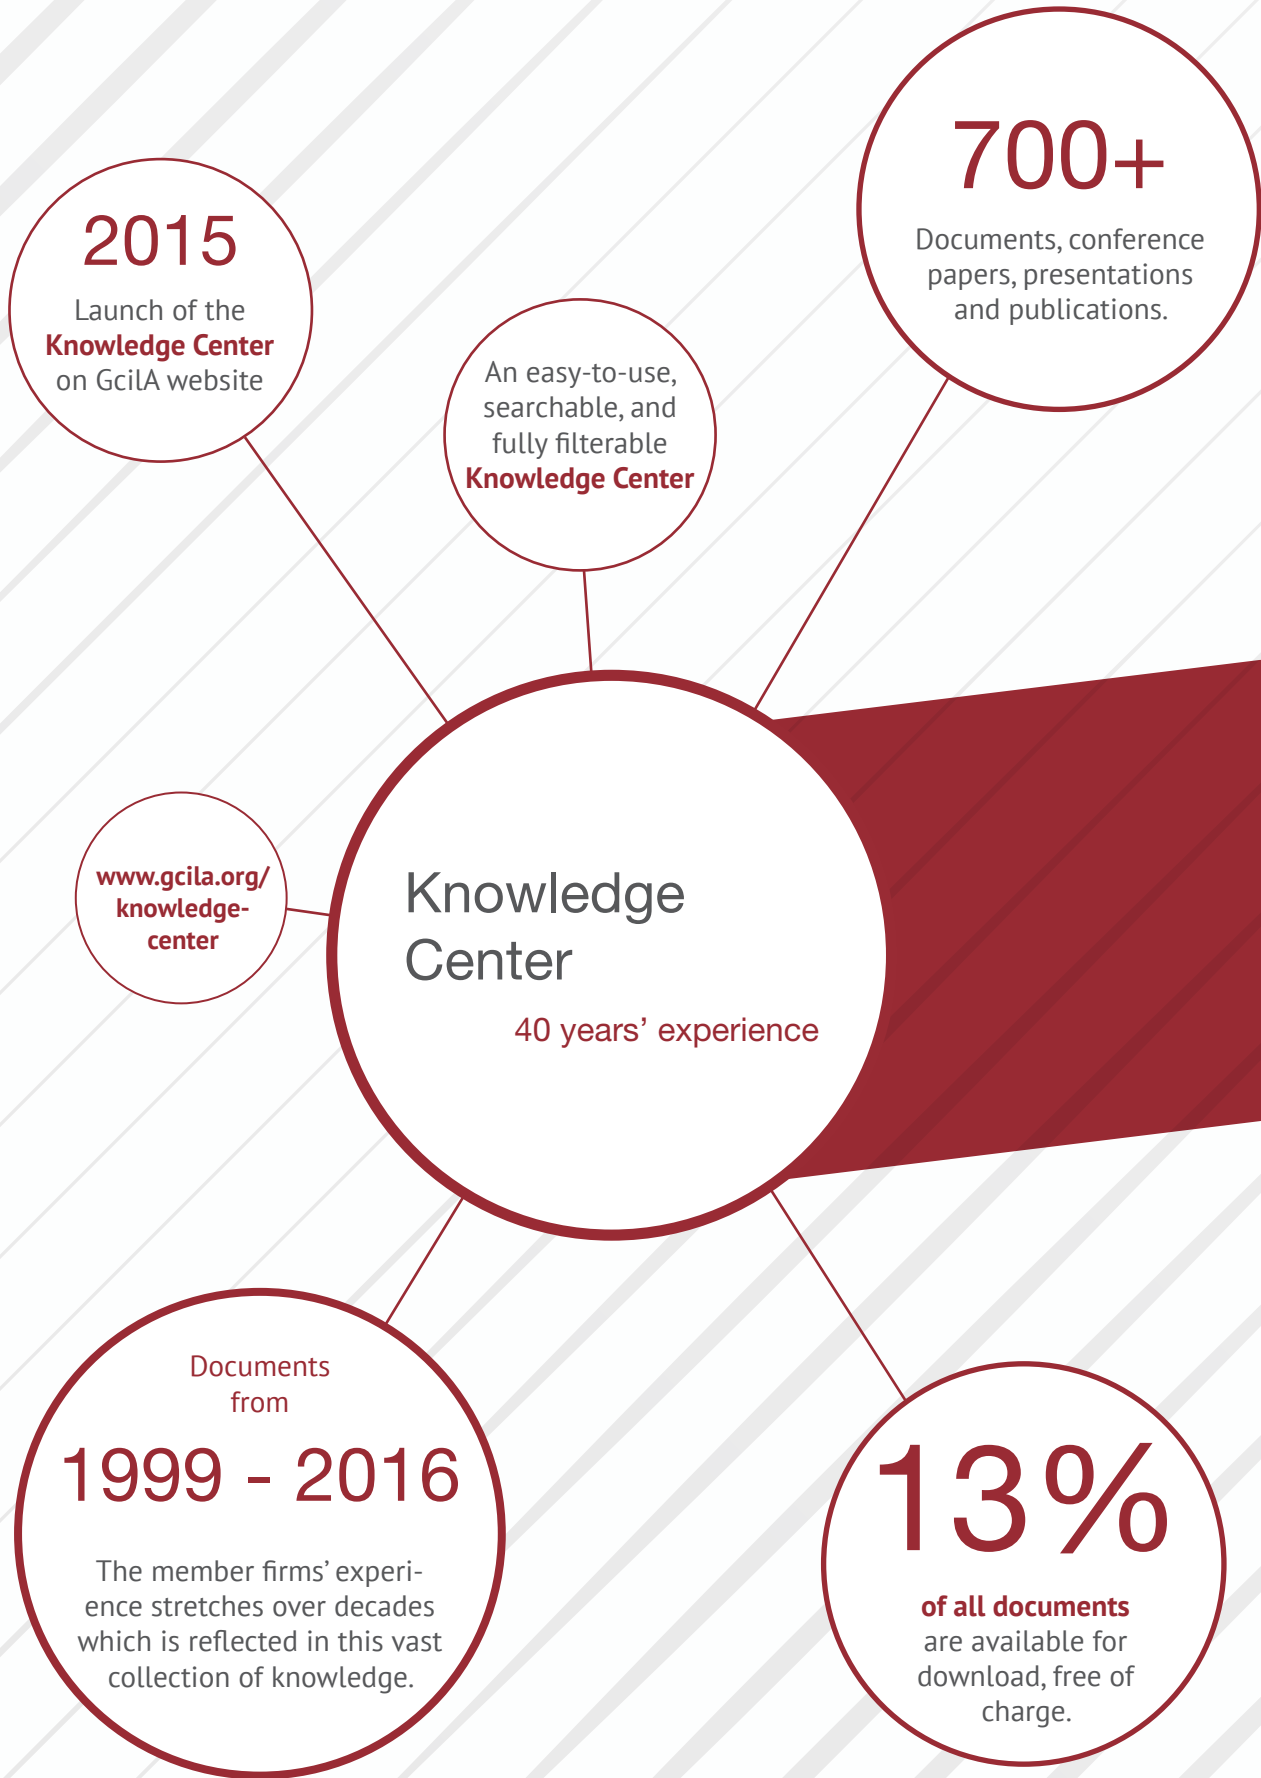 700+
Documents, conference
papers, presentations
and publications.
2015
Launch of the
Knowledge Center
on GcilA website
An easy-to-use,
searchable, and
fully filterable
Knowledge Center
www.gcila.org/
knowledge-
center
Knowledge
Center
40 years’ experience
Documents
from
1999 - 2016
The member firms’ experi-
ence stretches over decades
which is reflected in this vast
collection of knowledge.
13%
of all documents
are available for
download, free of
charge.